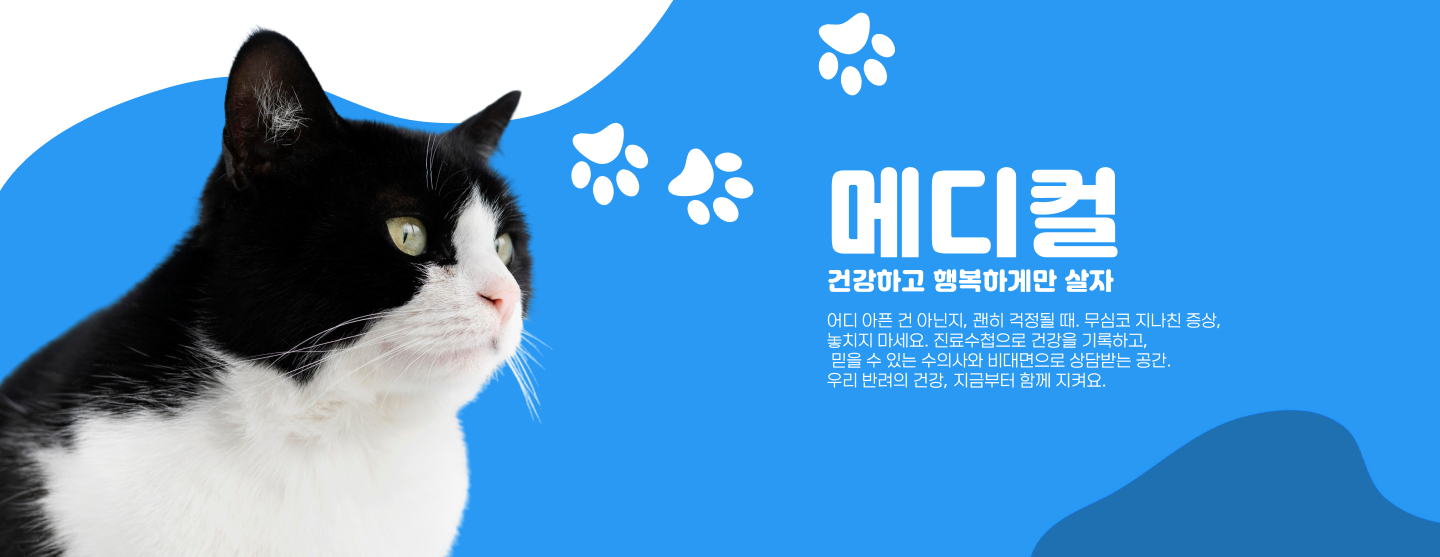 메디컬
건강하고 행복하게만 살자
어디 아픈 건 아닌지, 괜히 걱정될 때. 무심코 지나친 증상,
놓치지 마세요. 진료수첩으로 건강을 기록하고,
믿을 수 있는 수의사와 비대면으로 상담받는 공간.
우리 반려의 건강, 지금부터 함께 지켜요.